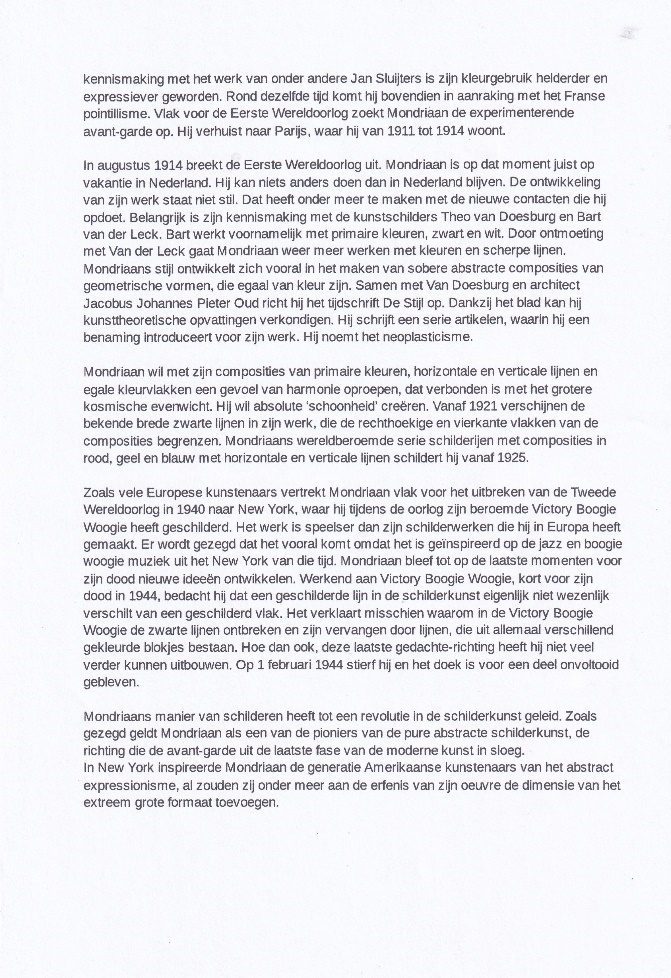 kennismaking met het werk van onder andere Jan Sluijters is zijn kleurgebruik helderder en
expressiever geworden. Rond dezelfde tijd komt hij bovendien in aanraking met het Franse
pointillisme. Vlak voor de Eerste Wereldoorlog zoekt Mondriaan de experimenterende
avant-garde op. Hij verhuist naar Parijs, waar hij van 1911 tot 1914 woont.

In augustus 1914 breekt de Eerste Wereldoorlog uit. Mondriaan is op dat moment juist op
vakantie in Nederland. Hij kan niets anders doen dan in Nederland blijven. De ontwikkeling
van zijn werk staat niet stil. Dat heeft onder meer te maken met de nieuwe contacten die hij
opdoet. Belangrijk is zijn kennismaking met de kunstschilders Theo van Doesburg en Bart
van der Leck. Bart werkt voornamelijk met primaire kleuren, zwart en wit. Door ontmoeting
met Van der Leck gaat Mondriaan weer meer werken met kleuren en scherpe lijnen.
Mondriaans stijl ontwikkelt zich vooral in het maken van sobere abstracte composities van
geometrische vormen, die egaal van kleur zijn. Samen met Van Doesburg en architect
Jacobus Johannes Pieter Oud richt hij het tijdschrift De Stijl op. Dankzij het blad kan hij
kunsttheoretische opvattingen verkondigen. Hij schrijft een serie artikelen, waarin hij een
benaming introduceert voor zijn werk. Hij noemt het neoplasticisme.

Mondriaan wil met zijn composities van primaire kleuren, horizontale en verticale lijnen en
egale kleurvlakken een gevoel van harmonie oproepen, dat verbonden is met het grotere
kosmische evenwicht. Hij wil absolute 'schoonheid' creëren. Vanaf 1921 verschijnen de
bekende brede zwarte lijnen in zijn werk, die de rechthoekige en vierkante vlakken van de
composities begrenzen. Mondriaans wereldberoemde serie schilderijen met composities in
rood, geel en blauw met horizontale en verticale lijnen schildert hij vanaf 1925.

Zoals vele Europese kunstenaars vertrekt Mondriaan vlak voor het uitbreken van de Tweede
Wereldoorlog in 1940 naar New York, waar hij tijdens de oorlog zijn beroemde Victory Boogie
Woogie heeft geschilderd. Het werk is speelser dan zijn schilderwerken die hij in Europa heeft
gemaakt. Er wordt gezegd dat het vooral komt omdat het is geïnspireerd op de jazz en boogie
woogie muziek uit het New York van die tijd. Mondriaan bleef tot op de laatste momenten voor
zijn dood nieuwe ideeën ontwikkelen. Werkend aan Victory Boogie Woogie, kort voor zijn
dood in 1944, bedacht hij dat een geschilderde lijn in de schilderkunst eigenlijk niet wezenlijk
verschilt van een geschilderd vlak. Het verklaart misschien waarom in de Victory Boogie
Woogie de zwarte lijnen ontbreken en zijn vervangen door lijnen, die uit allemaal verschillend
gekleurde blokjes bestaan. Hoe dan ook, deze laatste gedachte-richting heeft hij niet veel
verder kunnen uitbouwen. Op 1 februari 1944 stierf hij en het doek is voor een deel onvoltooid
gebleven.

Mondriaans manier van schilderen heeft tot een revolutie in de schilderkunst geleid. Zoals
gezegd geldt Mondriaan als een van de pioniers van de pure abstracte schilderkunst, de
richting die de avant-garde uit de laatste fase van de moderne kunst in sloeg.
In New York inspireerde Mondriaan de generatie Amerikaanse kunstenaars van het abstract
expressionisme, al zouden zij onder meer aan de erfenis van zijn oeuvre de dimensie van het
extreem grote formaat toevoegen.